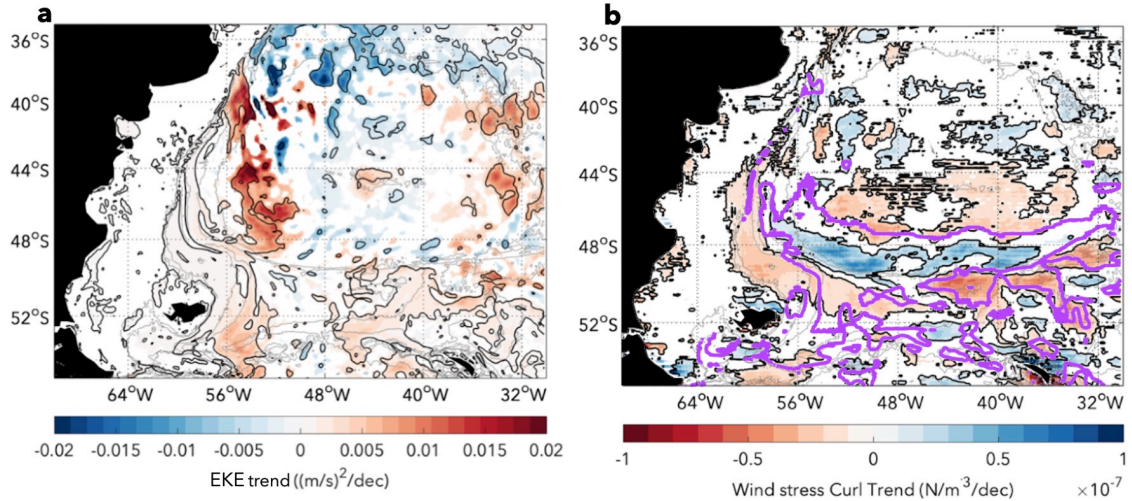 a
36°S
40°S
44°S
48°S
52°S
64°W 56°W 48°W 40°W 32°W
-0.02 -0.015 -0.01 -0.005 0 0.005 0.01 0.015 0.02
EKE trend ((m/s)²/dec)
b
36°S
40°S
44°S
48°S
52°S
64°W 56°W 48°W 40°W 32°W
-1 -0.5 0 0.5 1
Wind stress Curl Trend (N/m⁻³/dec) ×10⁻⁷